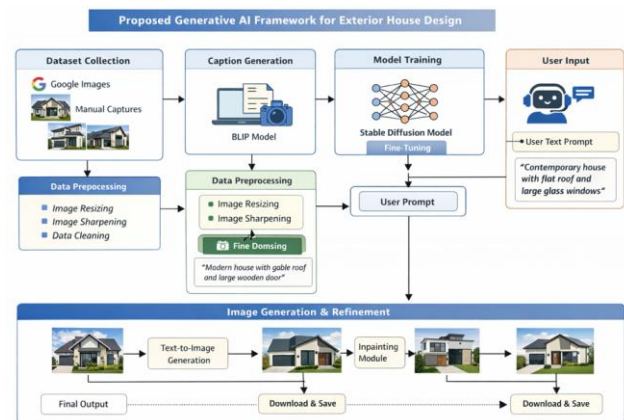 Proposed Generative AI Framework for Exterior House Design
Dataset Collection
Google Images
Manual Captures
Caption Generation
BLIP Model
Model Training
Stable Diffusion Model
Fine-Tuning
User Input
User Text Prompt
"Contemporary house
with flat roof and
large glass windows"
Data Prepocessing
Image Resizing
Image Sharpening
Data Cleaning
Data Preprocessing
Image Resizing
Image Sharpening
Fine Domsing
"Modern house with gable roof
and large wooden door"
User Prompt
Image Generation & Refinement
Text-to-Image
Generation
Inpainting
Module
Final Output
Download & Save
Download & Save